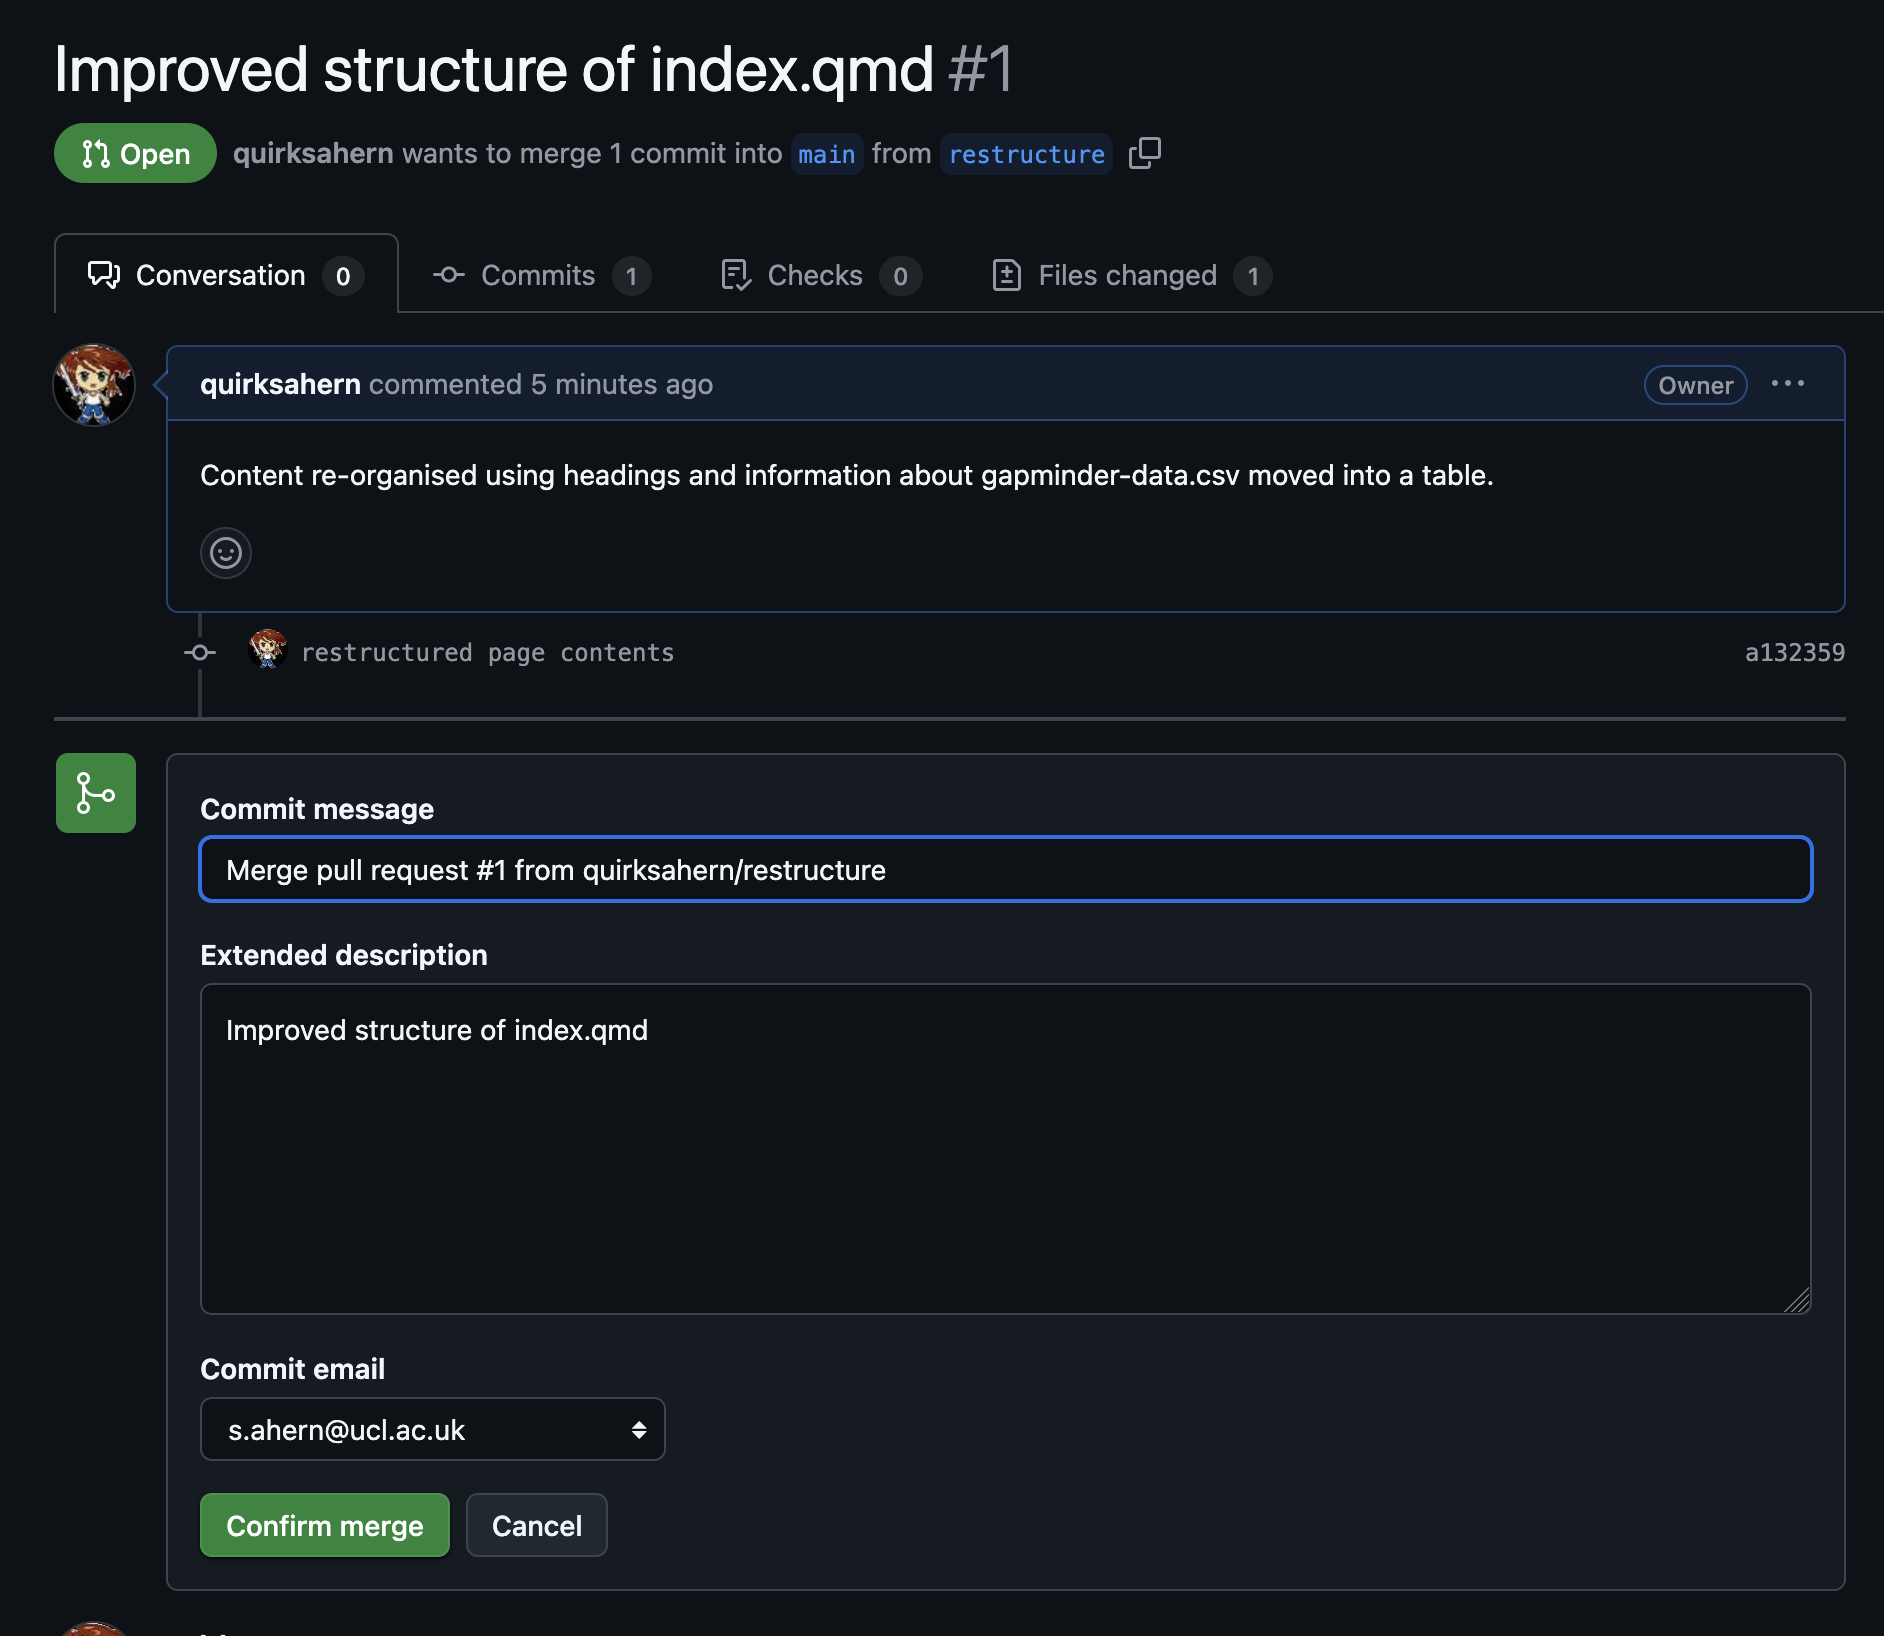 Improved structure of index.qmd #1
Open quirksahern wants to merge 1 commit into main from restructure
Conversation 0 Commits 1 Checks 0 Files changed 1
quirksahern commented 5 minutes ago Owner
Content re-organised using headings and information about gapminder-data.csv moved into a table.
restructured page contents a132359
Commit message
Merge pull request #1 from quirksahern/restructure
Extended description
Improved structure of index.qmd
Commit email
s.ahern@ucl.ac.uk
Confirm merge Cancel